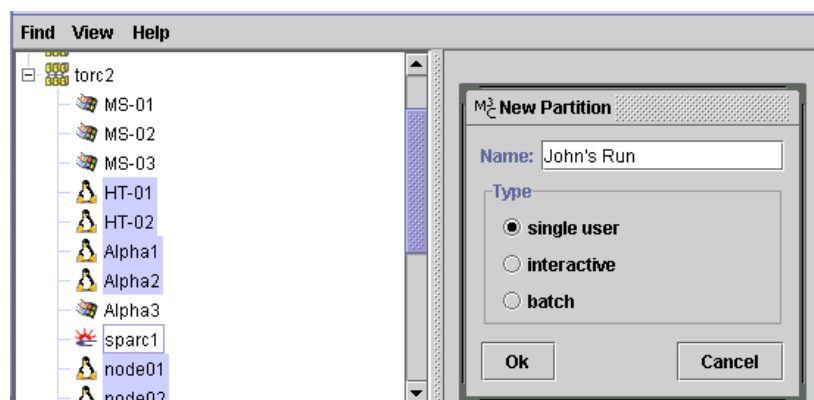 Find View Help
torc2
MS-01
MS-02
MS-03
HT-01
HT-02
Alpha1
Alpha2
Alpha3
sparc1
node01
node02
New Partition
Name: John's Run
Type
single user
interactive
batch
Ok Cancel